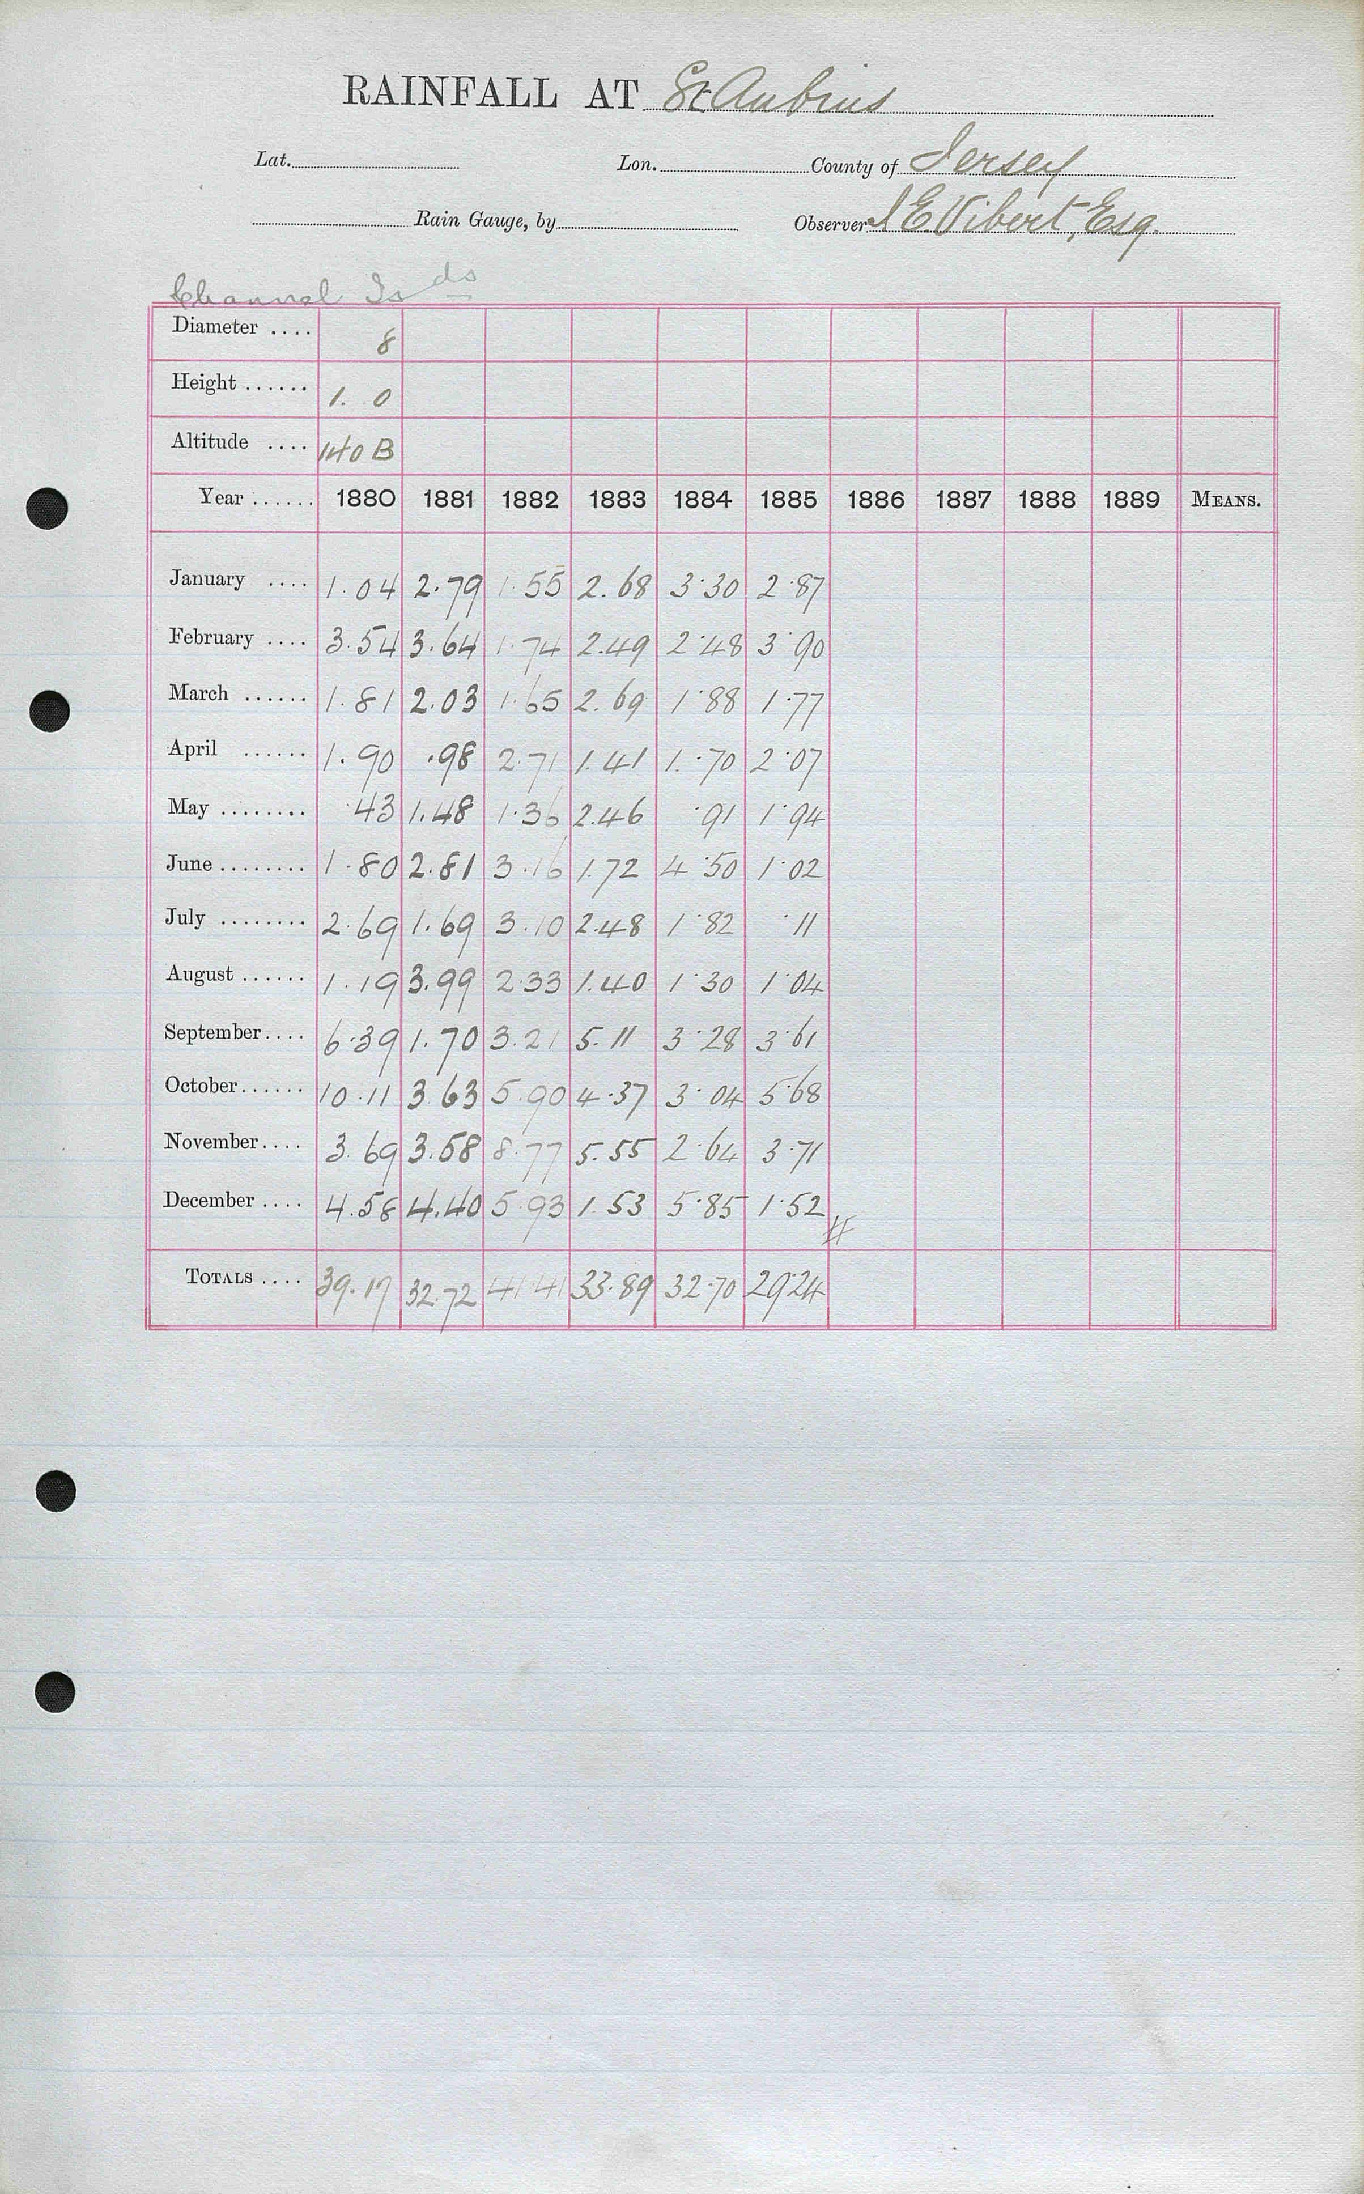 RAINFALL AT St Aubins
Lat. Lon. County of Jersey
Rain Gauge, by Observer J E Vibert, Esq.
Channel Is ds
Diameter .... 8
Height ...... 1. 0
Altitude .... 140 B
Year ...... 1880 1881 1882 1883 1884 1885 1886 1887 1888 1889 MEANS.
January .... 1.04 2.79 1.55 2.68 3.30 2.87
February .... 3.54 3.64 1.74 2.49 2.48 3.90
March ...... 1.81 2.03 1.65 2.69 1.88 1.77
April ...... 1.90 .98 2.71 1.41 1.70 2.07
May ........ .43 1.48 1.36 2.46 .91 1.94
June ........ 1.80 2.81 3.16 1.72 4.50 1.02
July ........ 2.69 1.69 3.10 2.48 1.82 .11
August ...... 1.19 3.99 2.33 1.40 1.30 1.04
September.... 6.39 1.70 3.21 5.11 3.28 3.61
October...... 10.11 3.63 5.90 4.37 3.04 5.68
November.... 3.69 3.58 8.77 5.55 2.64 3.71
December .... 4.58 4.40 5.93 1.53 5.85 1.52
TOTALS .... 39.17 32.72 41.41 33.89 32.70 29.24